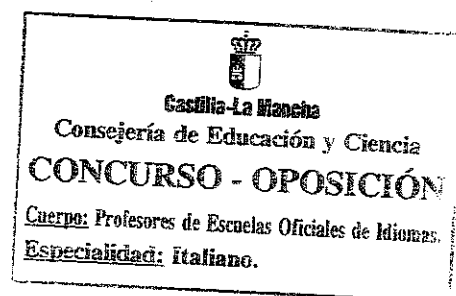 Castilla-La Mancha
Consejería de Educación y Ciencia
CONCURSO - OPOSICIÓN
Cuerpo: Profesores de Escuelas Oficiales de Idiomas.
Especialidad: Italiano.